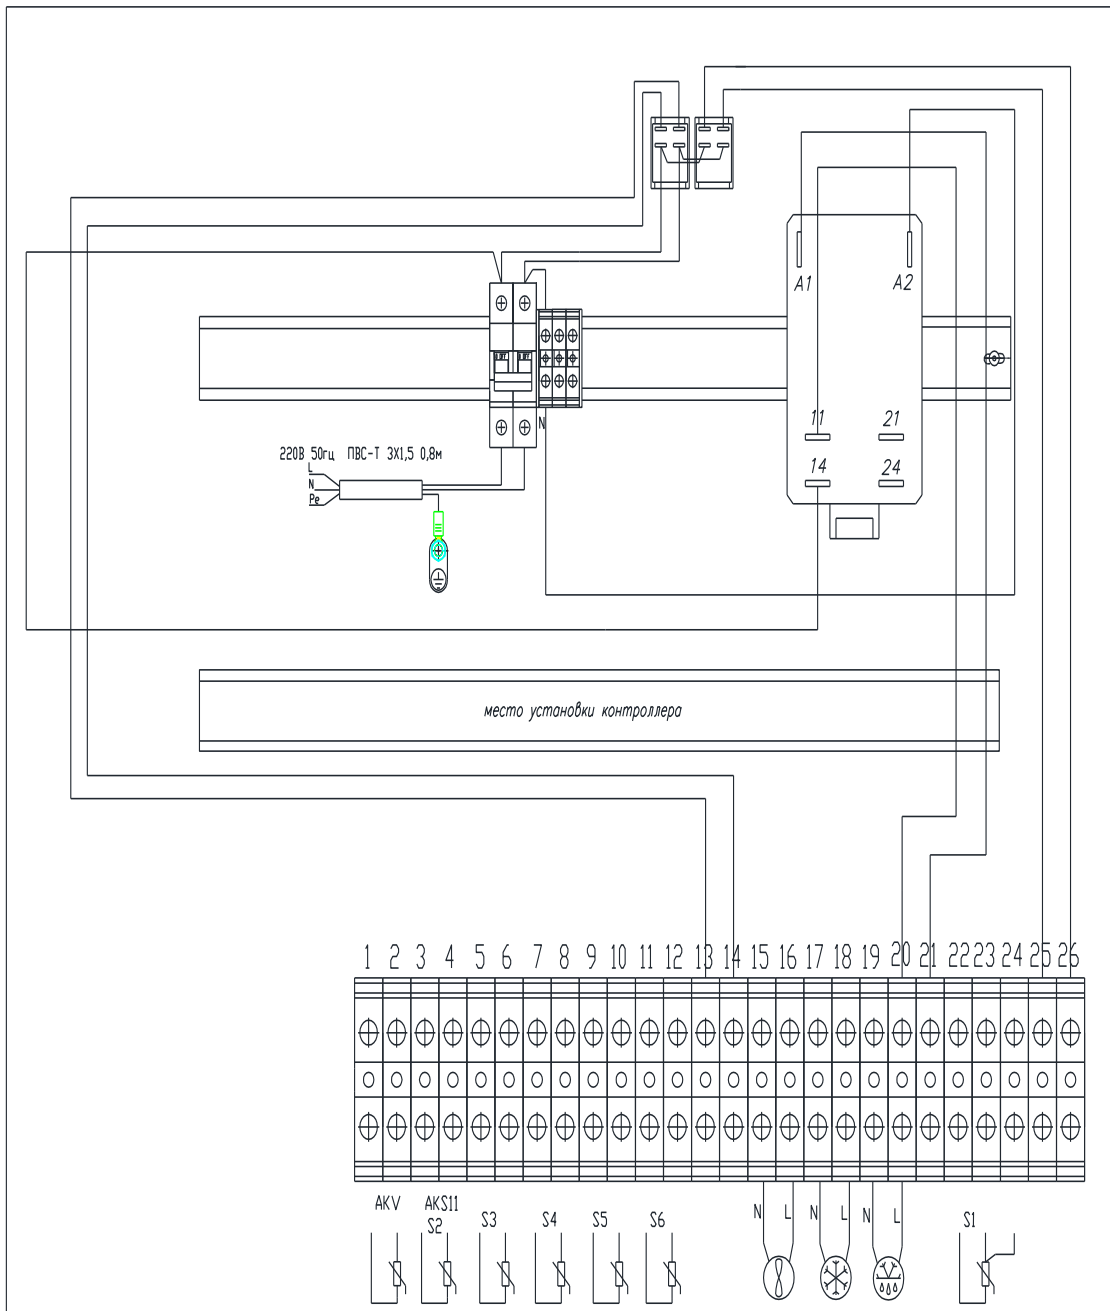 A1
A2
11
21
14
24
N
220В 50гц ПВС-Т 3Х1,5 0,8м
L
N
Pe
место установки контроллера
1 2 3 4 5 6 7 8 9 10 11 12 13 14 15 16 17 18 19 20 21 22 23 24 25 26
AKV
AKS11
S2
S3
S4
S5
S6
N L N L N L
S1